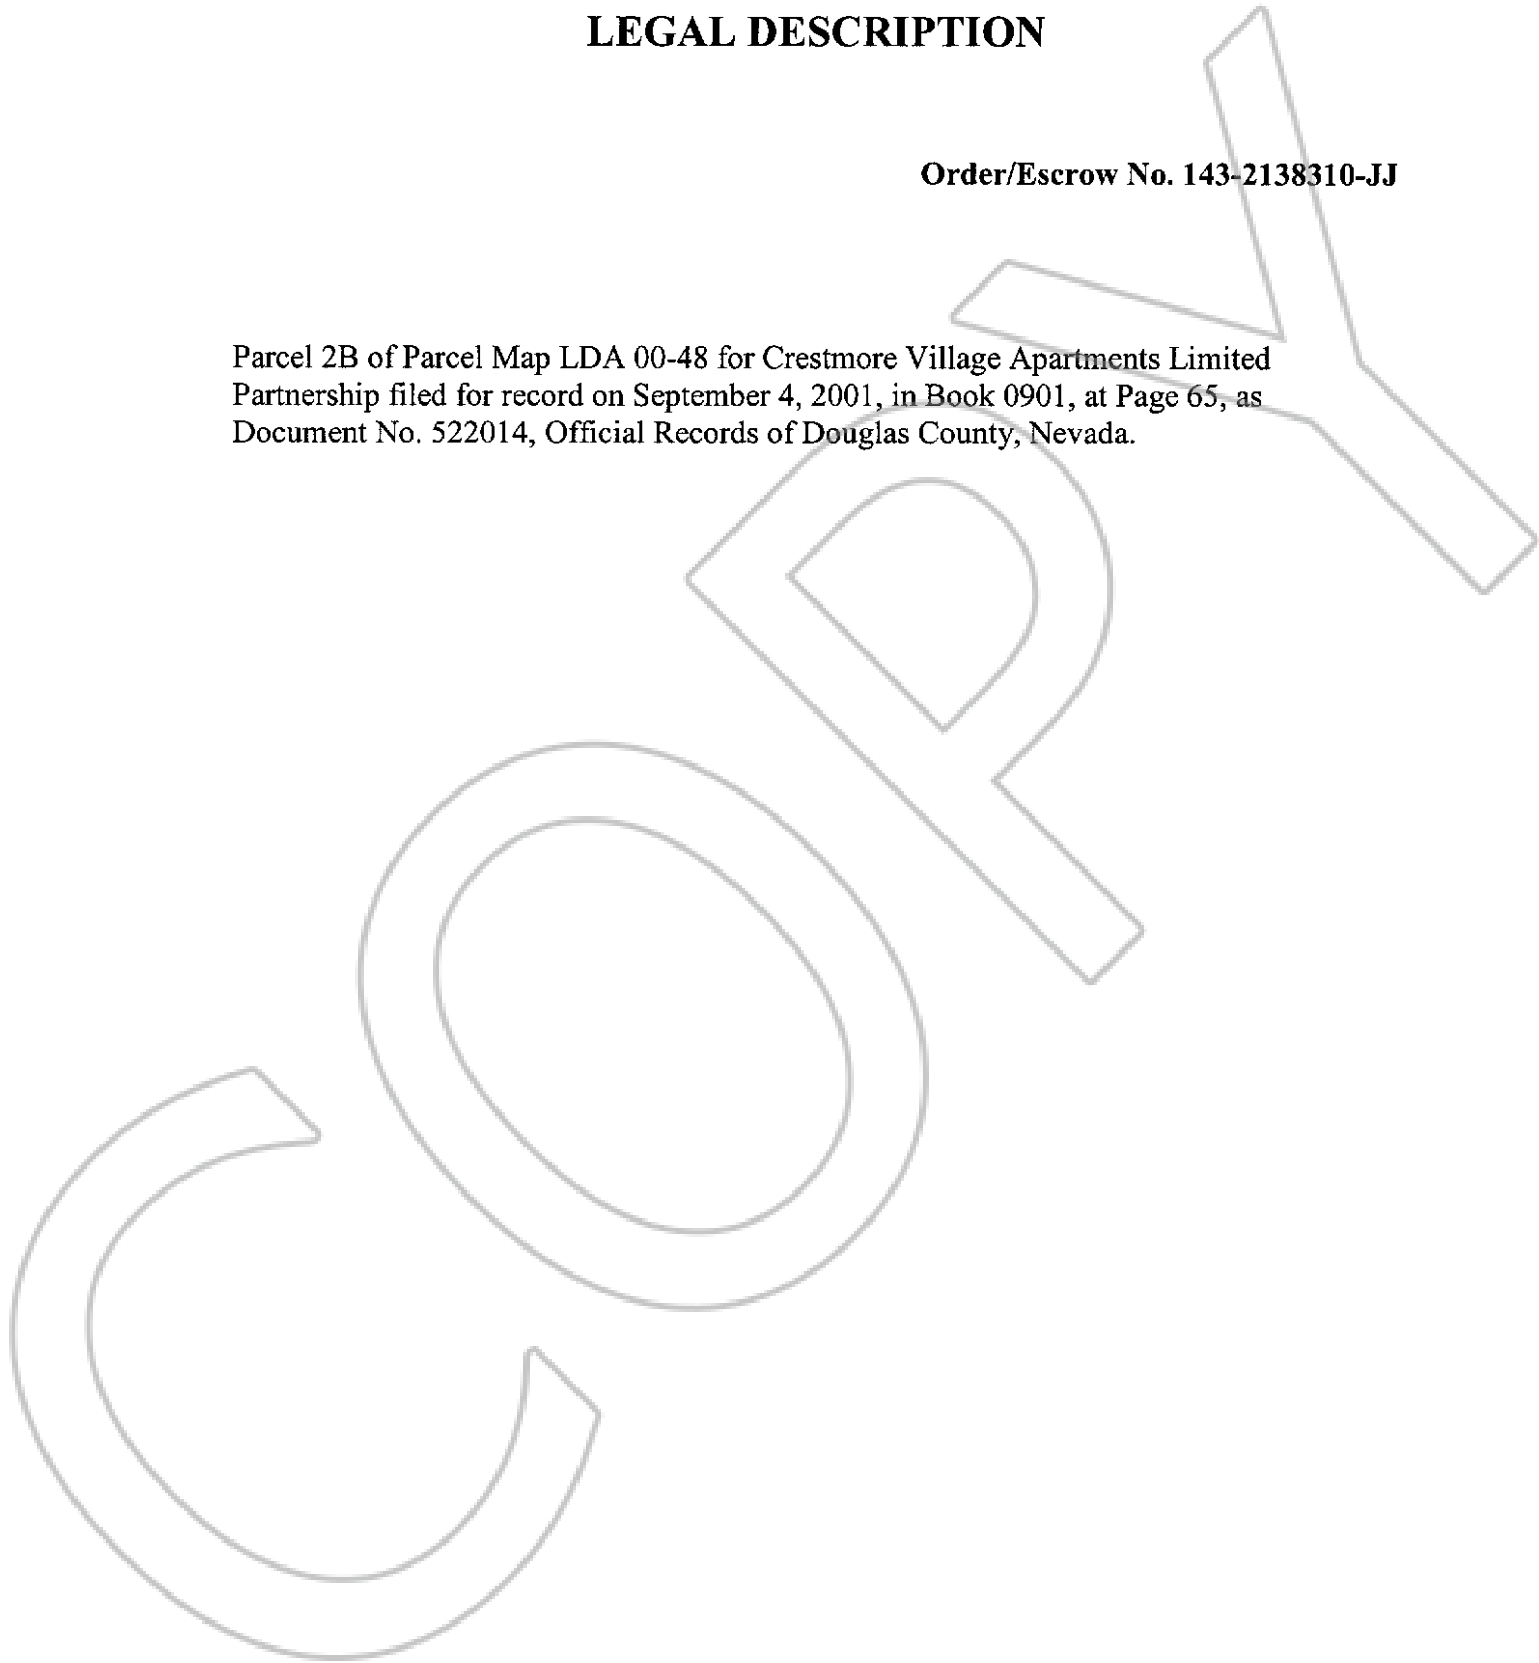 LEGAL DESCRIPTION
Order/Escrow No. 143-2138310-JJ
Parcel 2B of Parcel Map LDA 00-48 for Crestmore Village Apartments Limited
Partnership filed for record on September 4, 2001, in Book 0901, at Page 65, as
Document No. 522014, Official Records of Douglas County, Nevada.
COPY